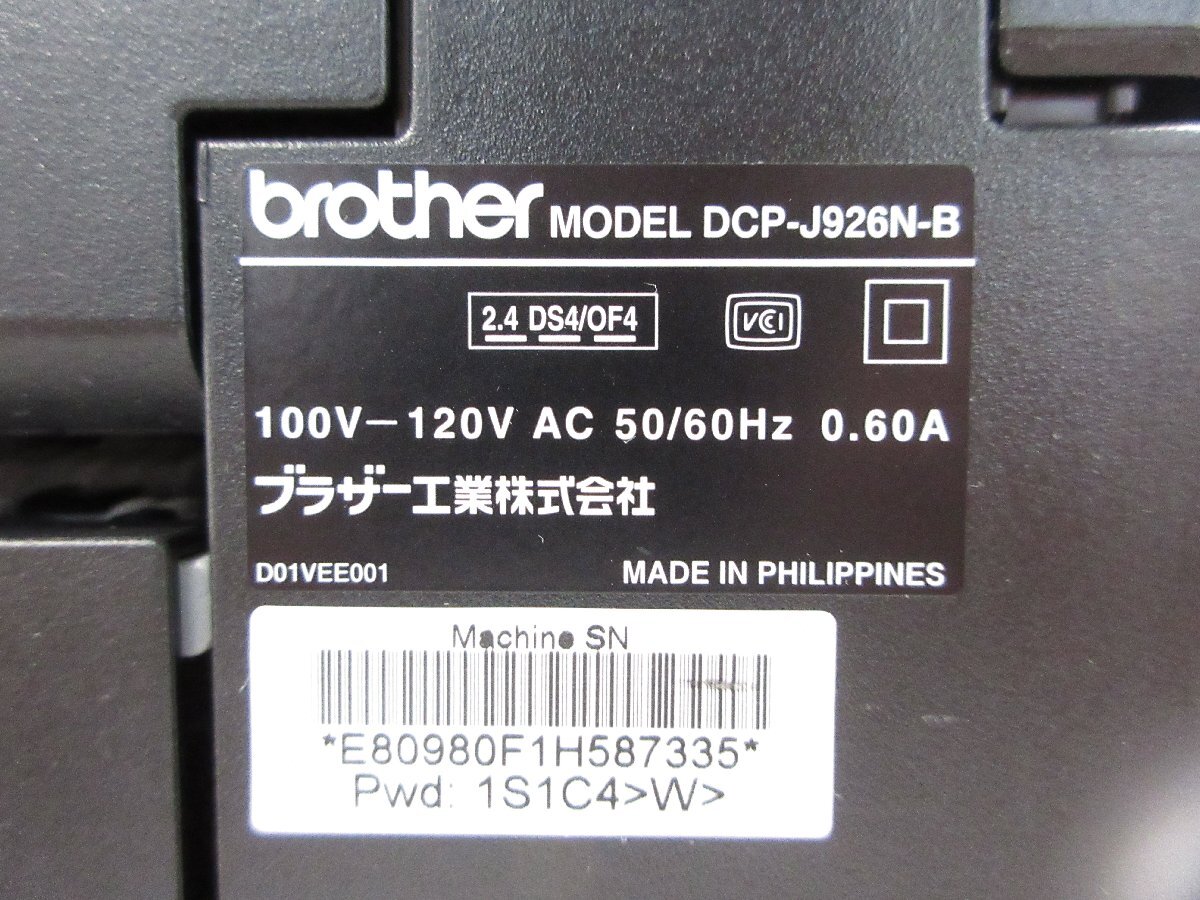 brother MODEL DCP-J926N-B
2.4 DS4/OF4
VCI
100V－120V AC 50/60Hz 0.60A
ブラザー工業株式会社
D01VEE001 MADE IN PHILIPPINES
Machine SN
*E80980F1H587335*
Pwd: 1S1C4>W>